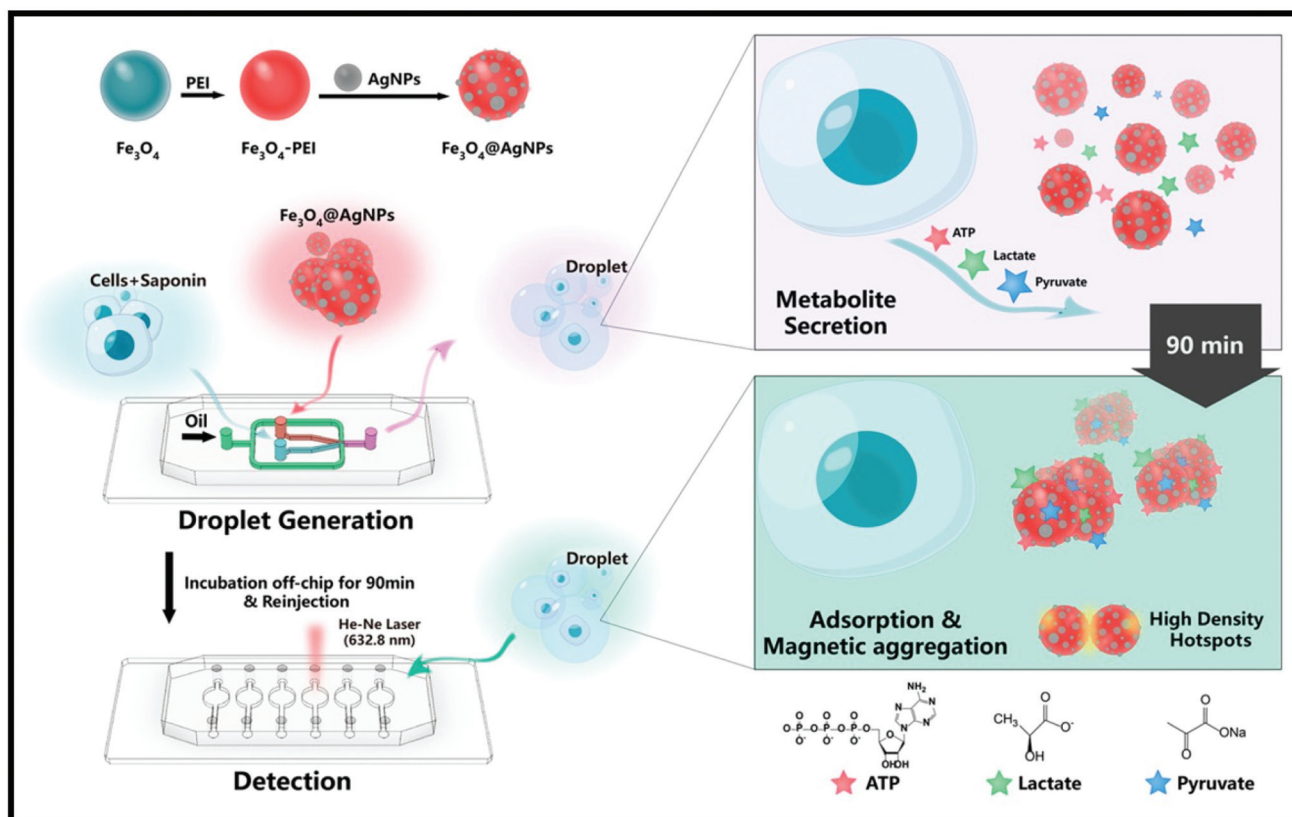 PEI
AgNPs
Fe₃O₄
Fe₃O₄-PEI
Fe₃O₄@AgNPs
Fe₃O₄@AgNPs
Cells+Saponin
Droplet
Oil
Droplet Generation
Incubation off-chip for 90min
& Reinjection
He-Ne Laser
(632.8 nm)
Droplet
Detection
ATP
Lactate
Pyruvate
Metabolite
Secretion
90 min
Adsorption &
Magnetic aggregation
High Density
Hotspots
NH₂
N
N
N
N
O O O
⁻O-P-O-P-O-P-O
O⁻ O⁻ O⁻
O
OHOH
ATP
O
CH₃
O⁻
OH
Lactate
O
ONa
O
Pyruvate